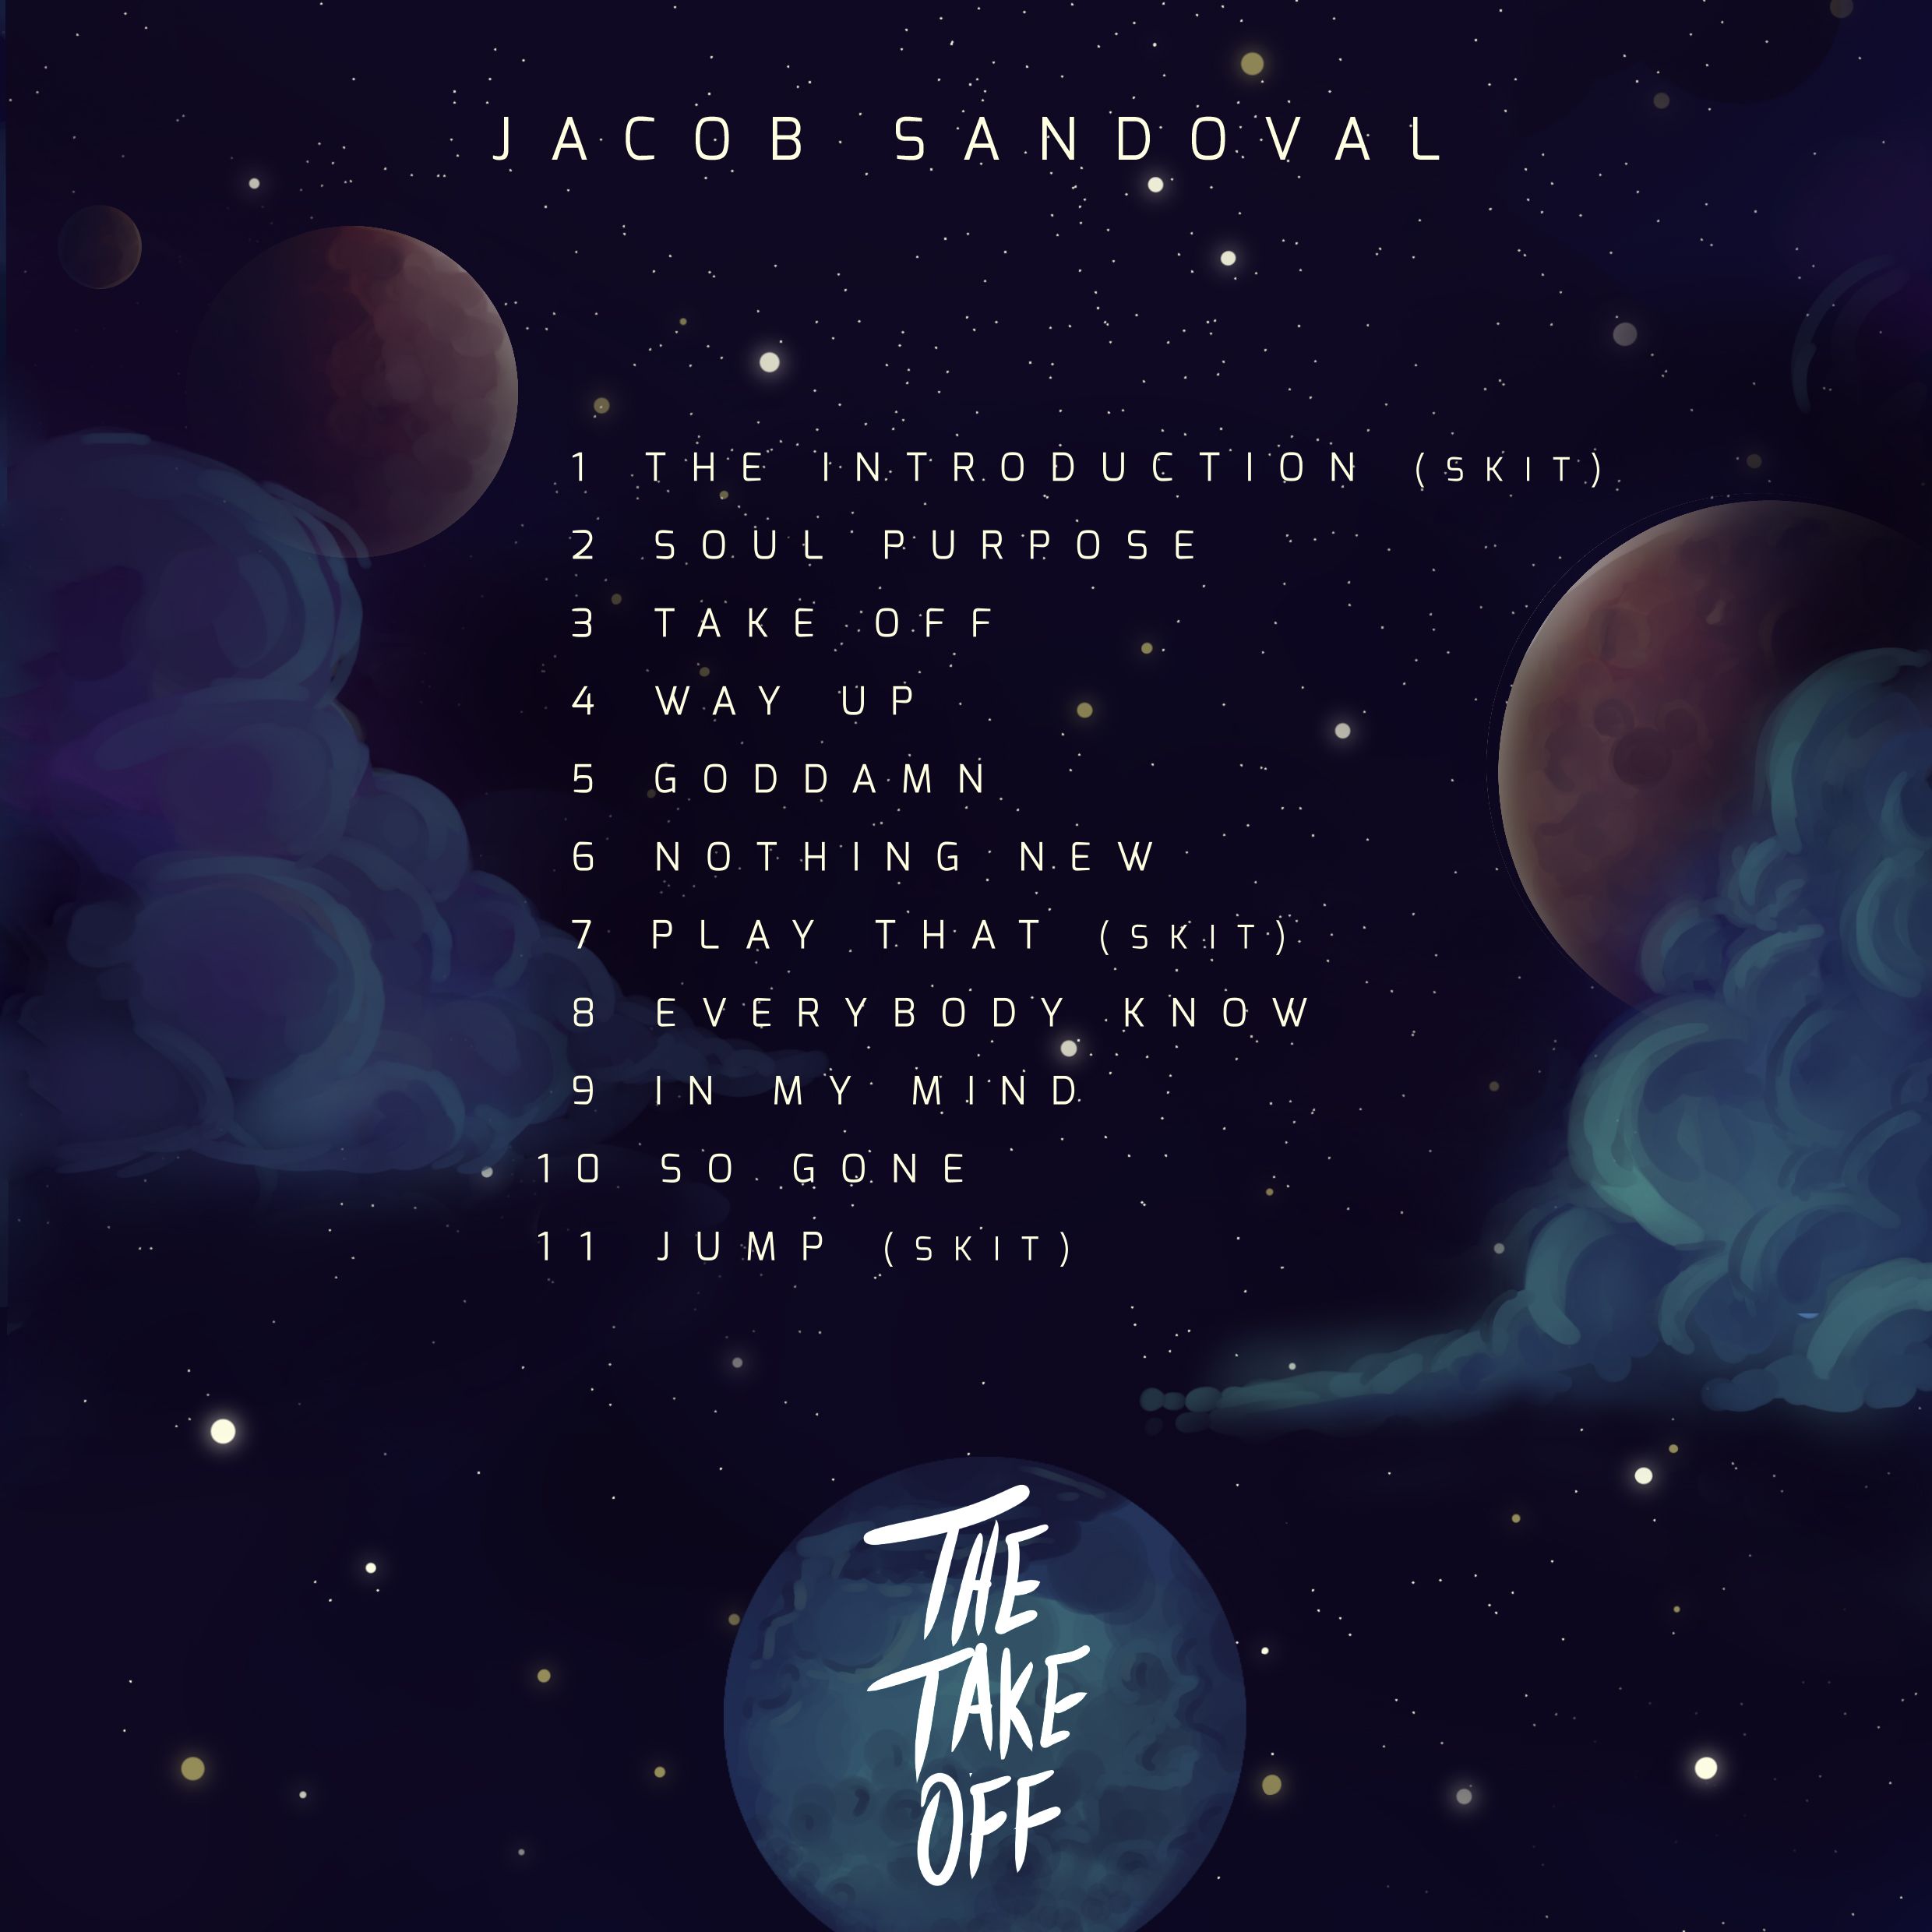 JACOB SANDOVAL
1 THE INTRODUCTION (SKIT)
2 SOUL PURPOSE
3 TAKE OFF
4 WAY UP
5 GODDAMN
6 NOTHING NEW
7 PLAY THAT (SKIT)
8 EVERYBODY KNOW
9 IN MY MIND
10 SO GONE
11 JUMP (SKIT)
THE
TAKE
OFF